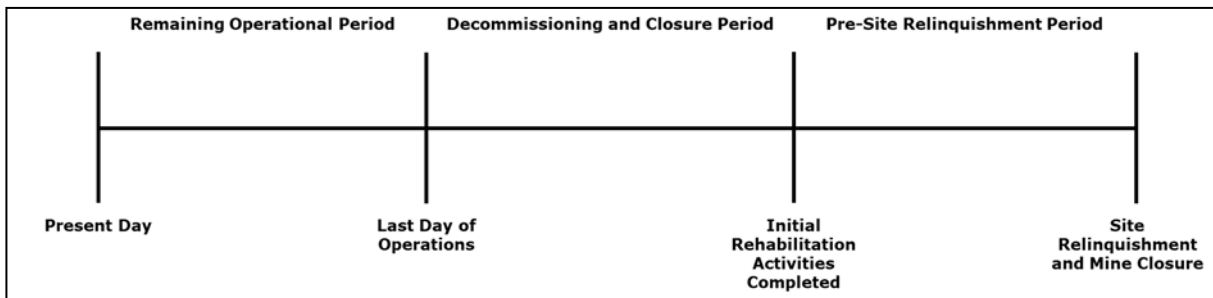 Remaining Operational Period
Decommissioning and Closure Period
Pre-Site Relinquishment Period
Present Day
Last Day of
Operations
Initial
Rehabilitation
Activities
Completed
Site
Relinquishment
and Mine Closure